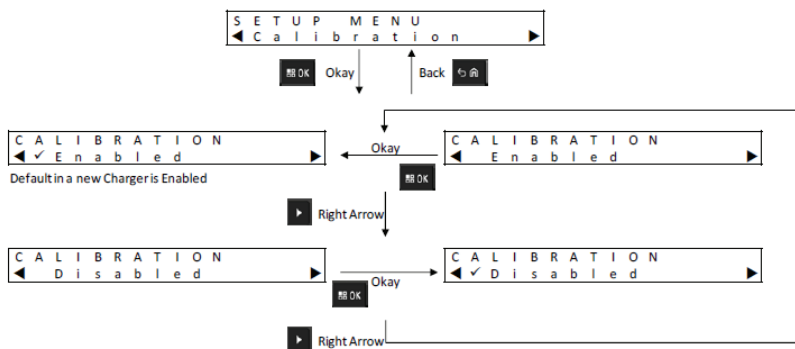 SETUP MENU
◀ Calibration ▶
OK Okay
Back
CALIBRATION
◀ ✓ Enabled ▶
Okay
CALIBRATION
◀ Enabled ▶
Default in a new Charger is Enabled
OK
Right Arrow
CALIBRATION
◀ Disabled ▶
CALIBRATION
◀ ✓ Disabled ▶
Okay
OK
Right Arrow